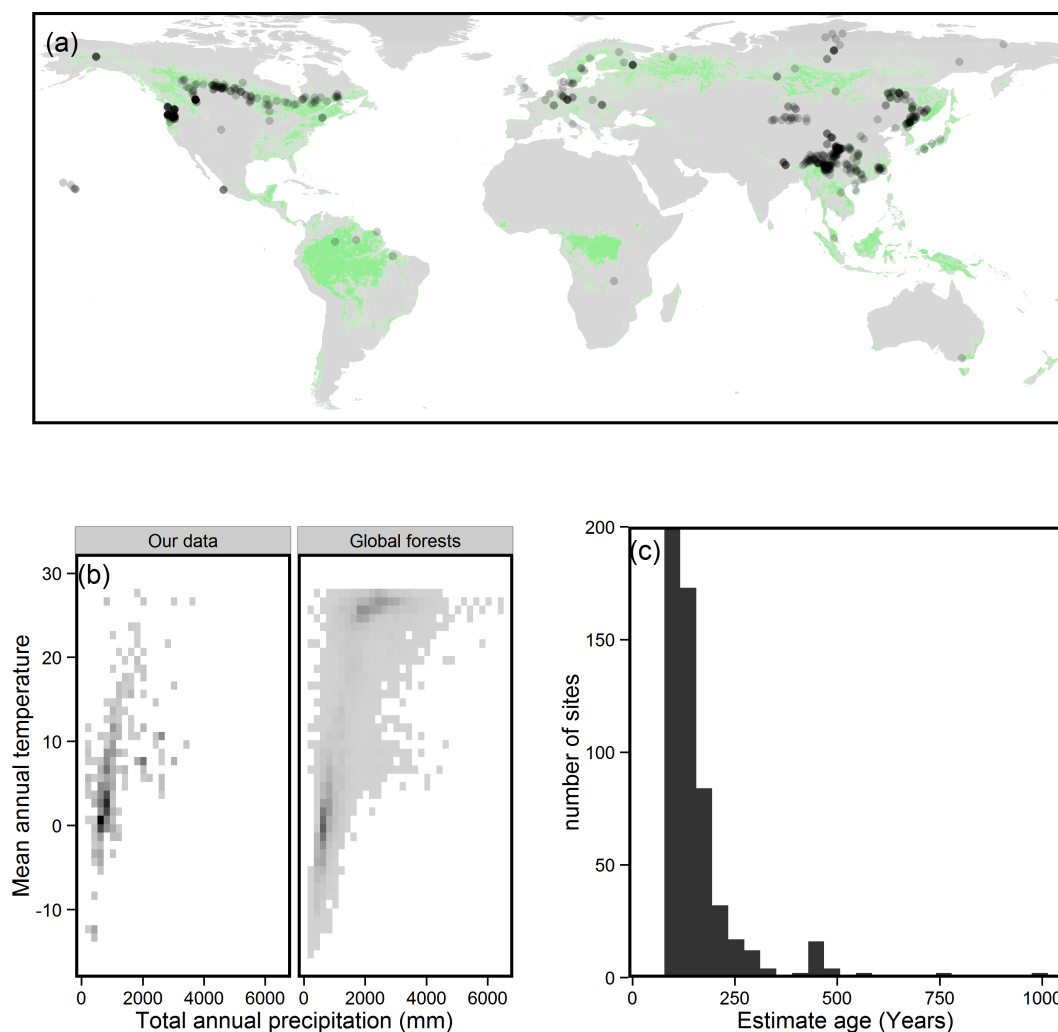 (a)
Our data
Global forests
(b)
30
20
10
0
-10
Mean annual temperature
0
2000
4000
6000
0
2000
4000
6000
Total annual precipitation (mm)
(c)
200
150
100
50
0
number of sites
0
250
500
750
1000
Estimate age (Years)